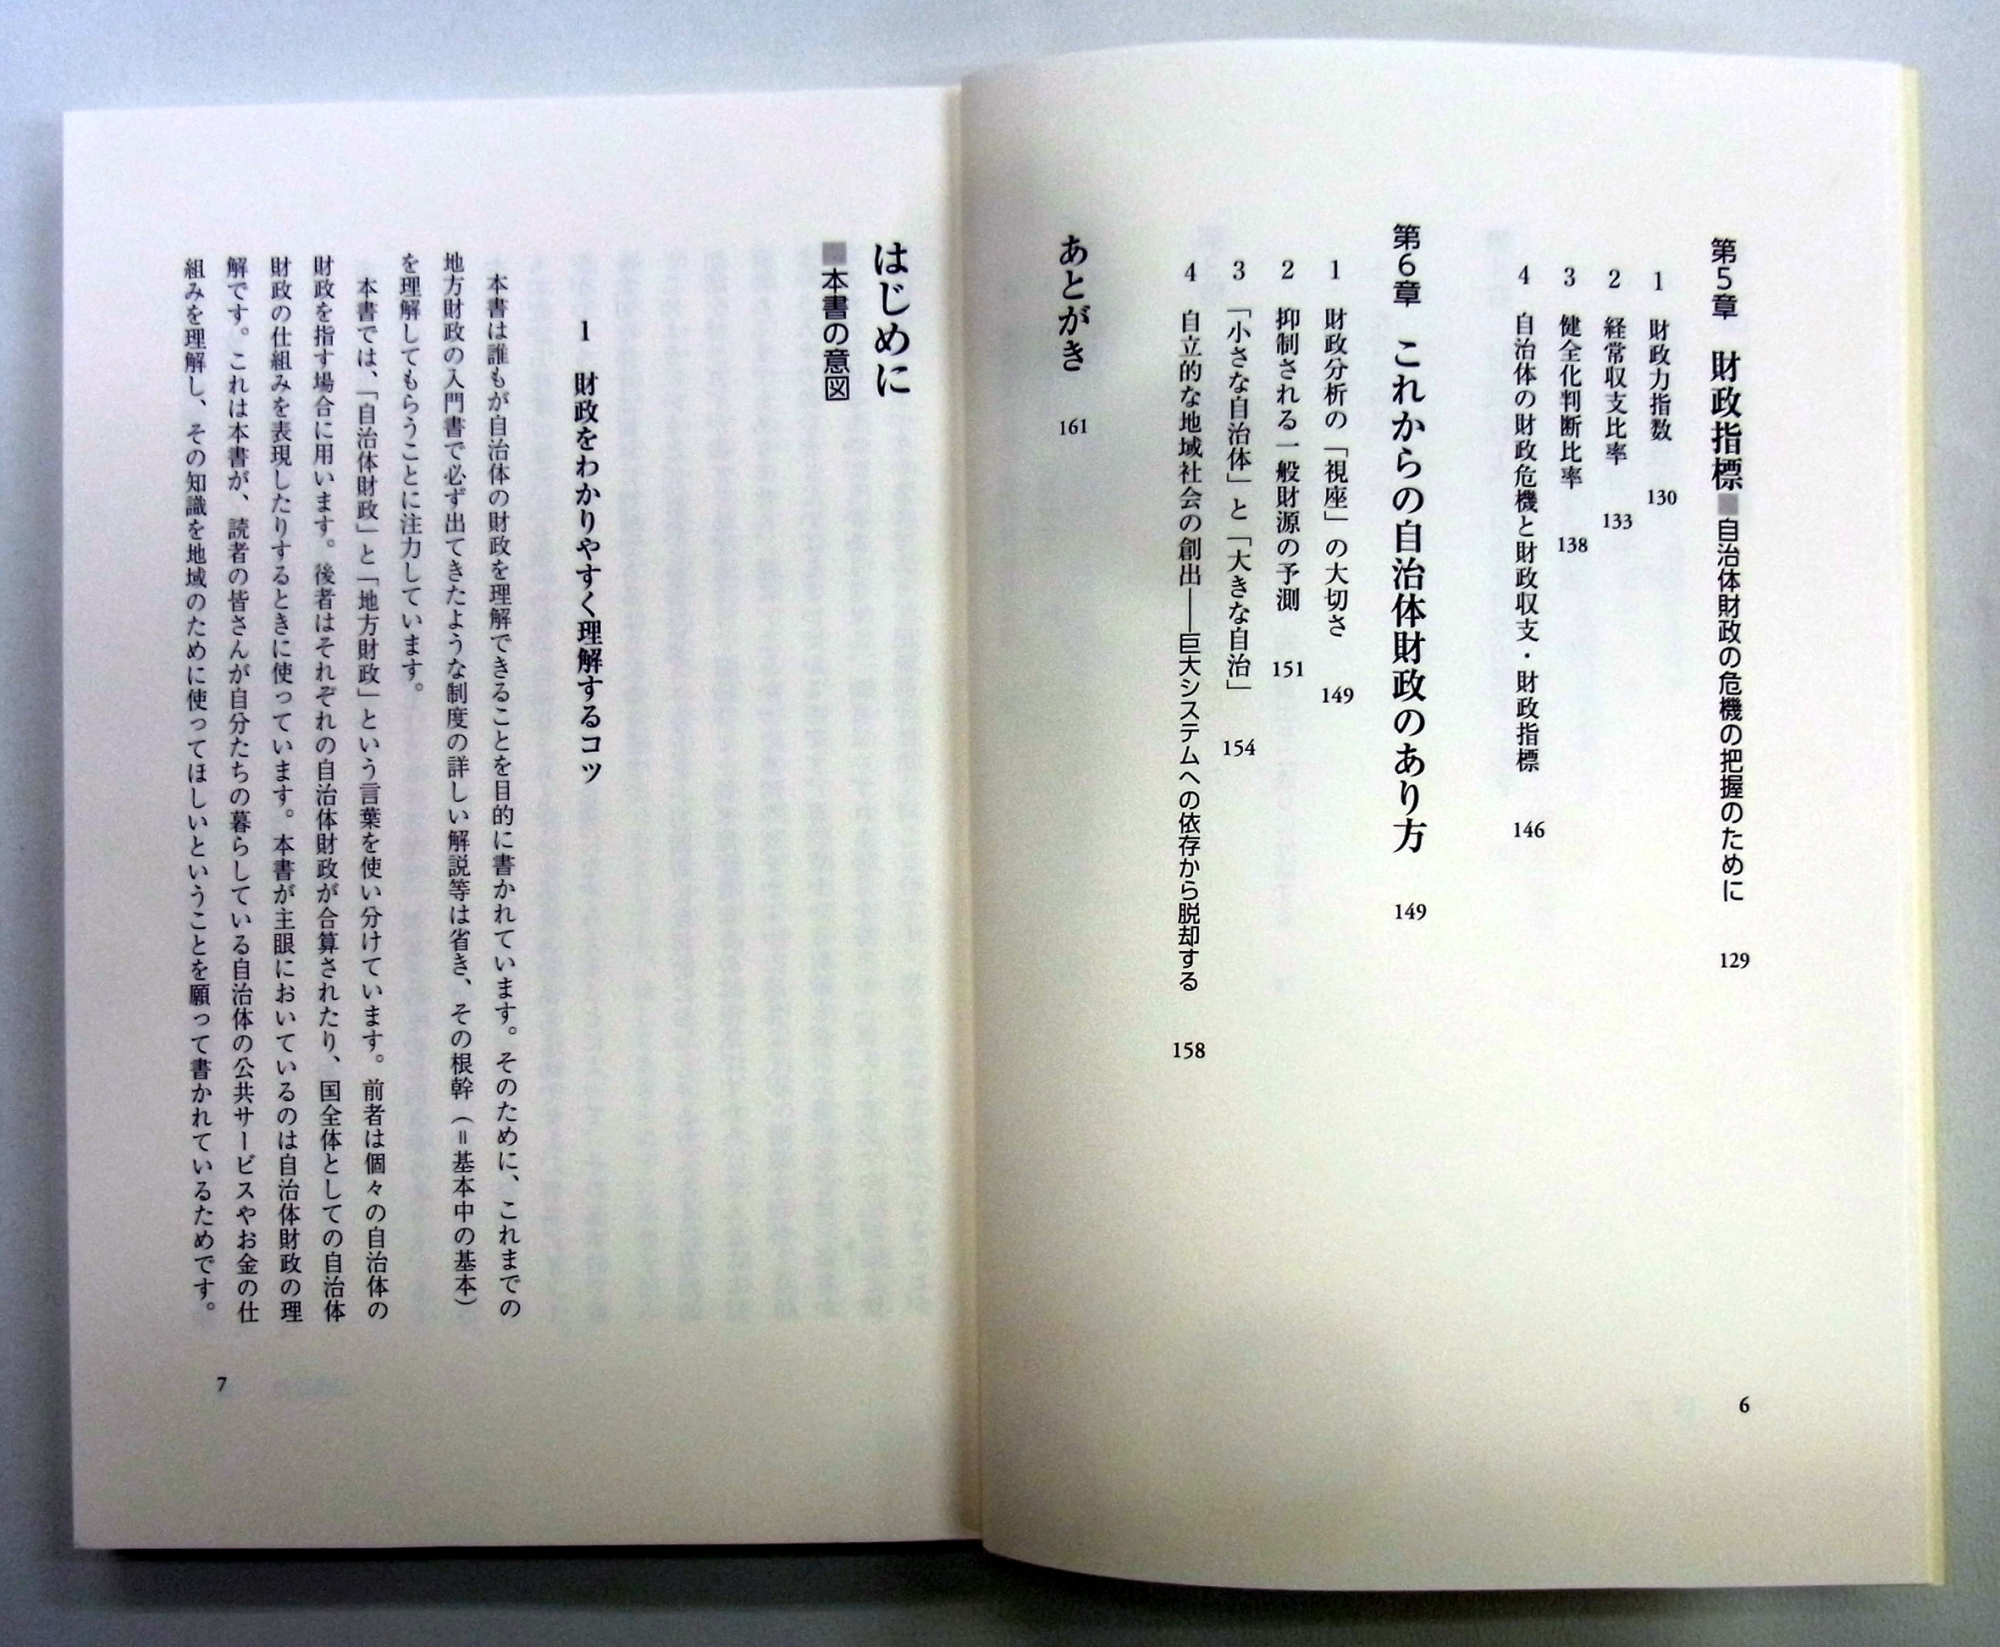 第5章　財政指標■自治体財政の危機の把握のために　129
1　財政力指数　130
2　経常収支比率　133
3　健全化判断比率　138
4　自治体の財政危機と財政収支・財政指標　146
第6章　これからの自治体財政のあり方　149
1　財政分析の「視座」の大切さ　149
2　抑制される一般財源の予測　151
3　「小さな自治体」と「大きな自治」　154
4　自立的な地域社会の創出――巨大システムへの依存から脱却する　158
あとがき　161
6
はじめに
■本書の意図
1　財政をわかりやすく理解するコツ
本書は誰もが自治体の財政を理解できることを目的に書かれています。そのために、これまでの
地方財政の入門書で必ず出てきたような制度の詳しい解説等は省き、その根幹（＝基本中の基本）
を理解してもらうことに注力しています。
本書では、「自治体財政」と「地方財政」という言葉を使い分けています。前者は個々の自治体の
財政を指す場合に用います。後者はそれぞれの自治体財政が合算されたり、国全体としての自治体
財政の仕組みを表現したりするときに使っています。本書が主眼においているのは自治体財政の理
解です。これは本書が、読者の皆さんが自分たちの暮らしている自治体の公共サービスやお金の仕
組みを理解し、その知識を地域のために使ってほしいということを願って書かれているためです。
7